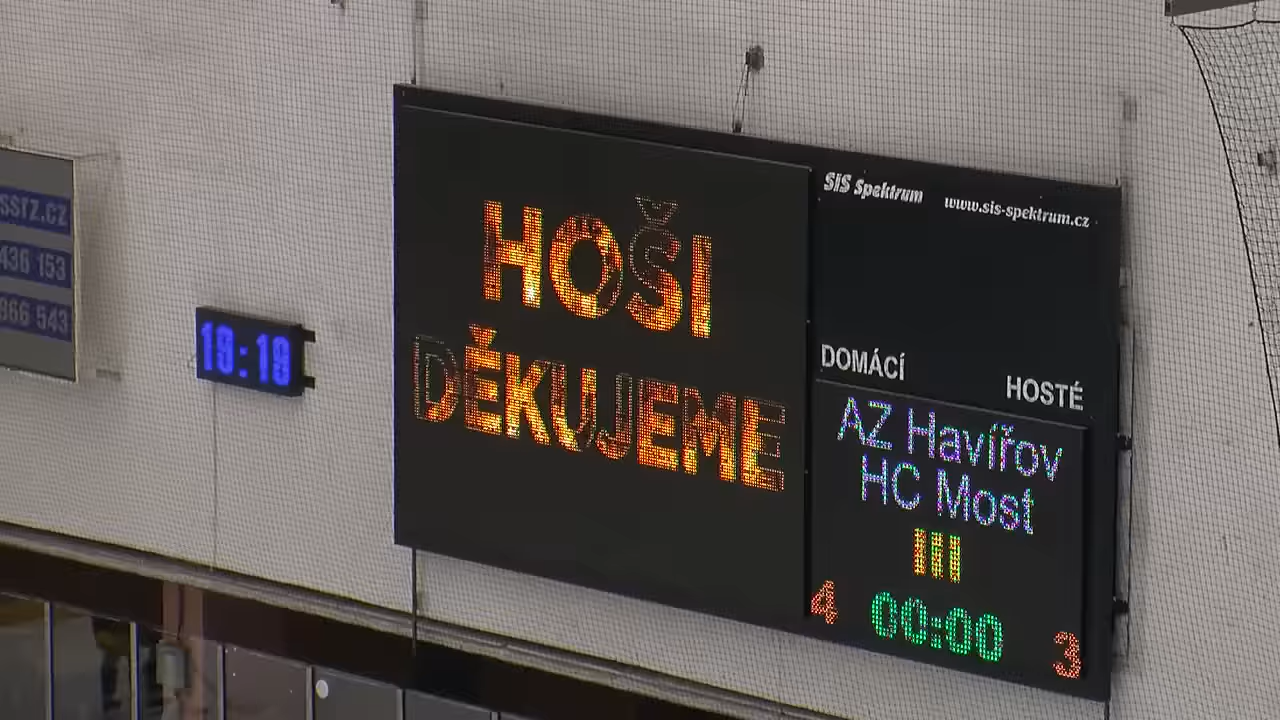 436 153
866 543
19:19
HOŠI
DĚKUJEME
SIS Spektrum
www.sis-spektrum.cz
DOMÁCÍ
HOSTÉ
AZ Havířov
HC Most
III
4
00:00
3